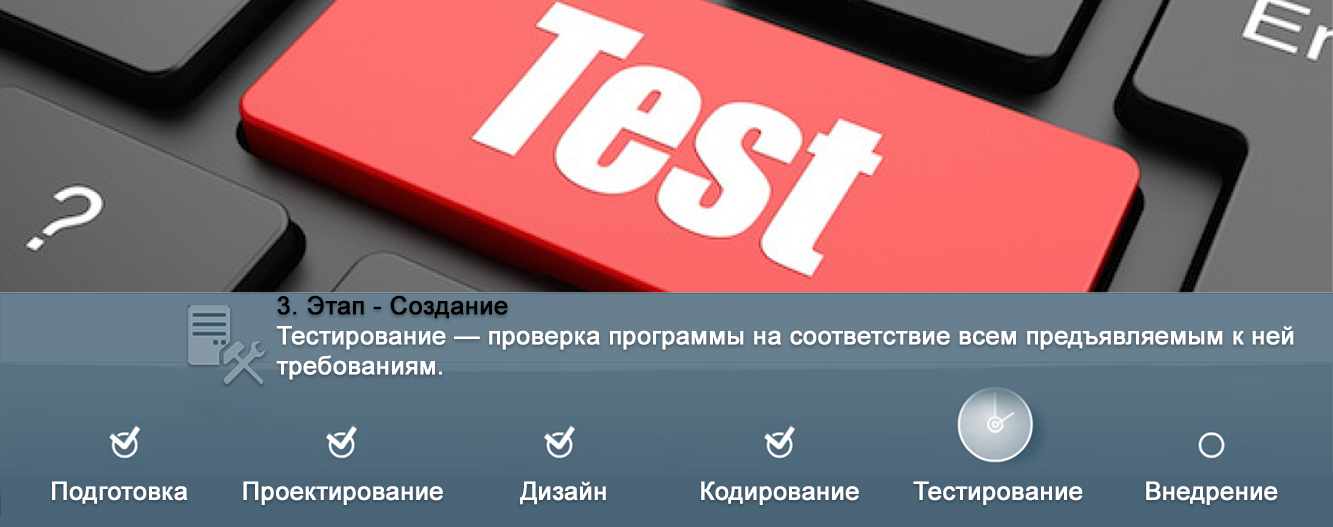 Test
En
?
3. Этап - Создание
Тестирование — проверка программы на соответствие всем предъявляемым к ней
требованиям.
Подготовка Проектирование Дизайн Кодирование Тестирование Внедрение